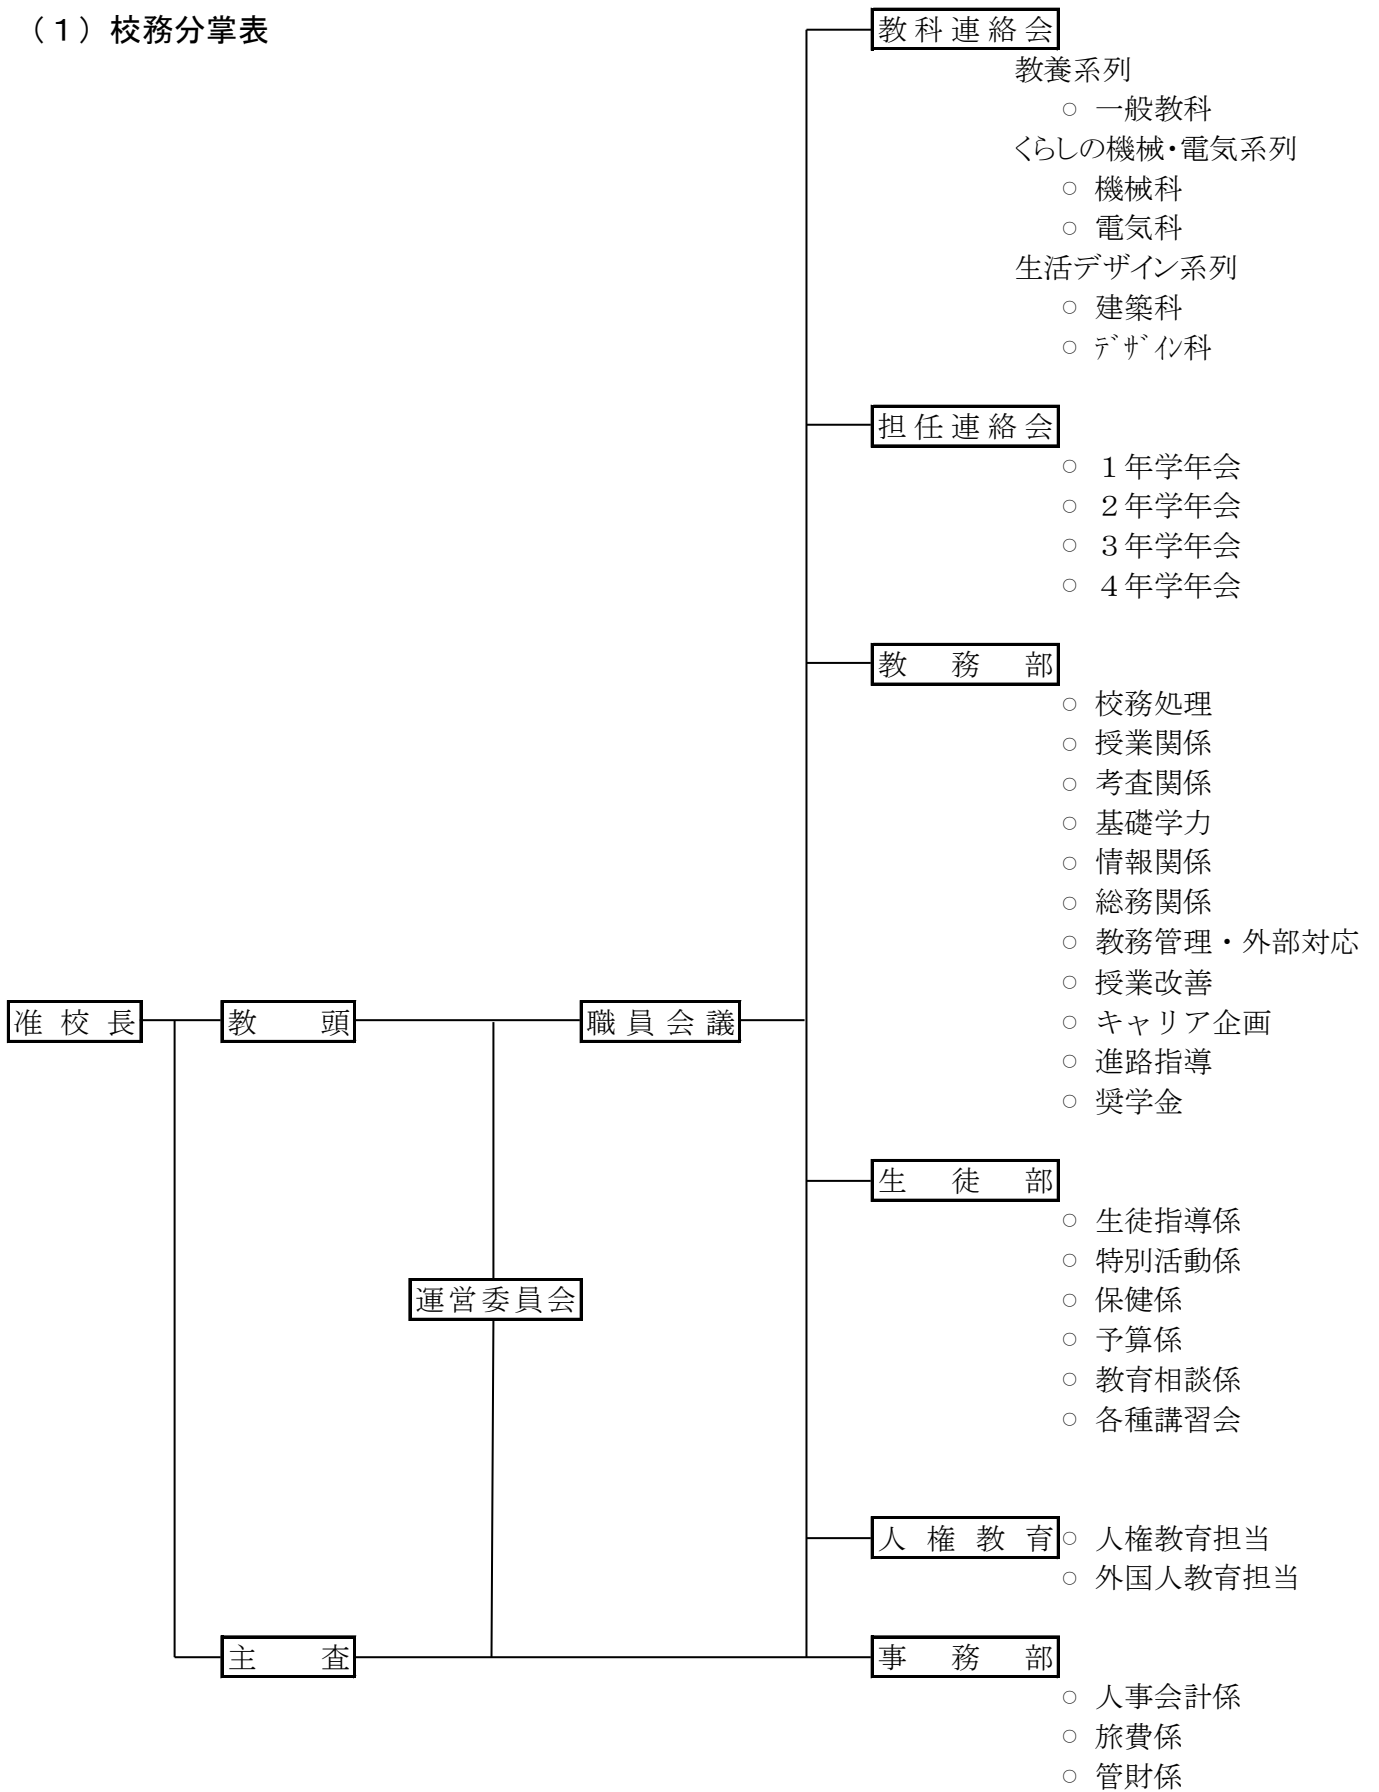 （１）校務分掌表
教科連絡会
教養系列
○ 一般教科
くらしの機械・電気系列
○ 機械科
○ 電気科
生活デザイン系列
○ 建築科
○ ﾃﾞｻﾞｲﾝ科
担任連絡会
○ １年学年会
○ ２年学年会
○ ３年学年会
○ ４年学年会
教務部
○ 校務処理
○ 授業関係
○ 考査関係
○ 基礎学力
○ 情報関係
○ 総務関係
○ 教務管理・外部対応
○ 授業改善
准校長 教頭 職員会議
○ キャリア企画
○ 進路指導
○ 奨学金
生徒部
○ 生徒指導係
○ 特別活動係
運営委員会
○ 保健係
○ 予算係
○ 教育相談係
○ 各種講習会
人権教育 ○ 人権教育担当
○ 外国人教育担当
主査 事務部
○ 人事会計係
○ 旅費係
○ 管財係